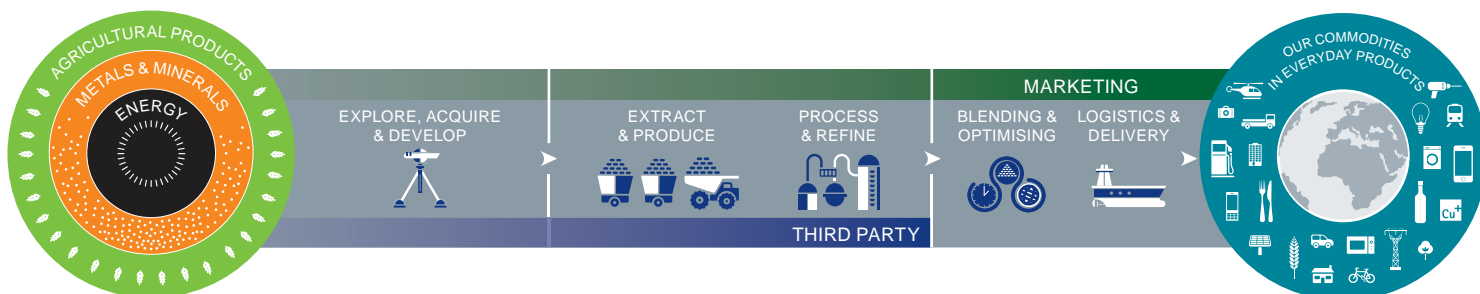 AGRICULTURAL PRODUCTS
METALS & MINERALS
ENERGY
EXPLORE, ACQUIRE
& DEVELOP
EXTRACT
& PRODUCE
PROCESS
& REFINE
MARKETING
BLENDING &
OPTIMISING
LOGISTICS &
DELIVERY
THIRD PARTY
OUR COMMODITIES
IN EVERYDAY PRODUCTS
Cu+